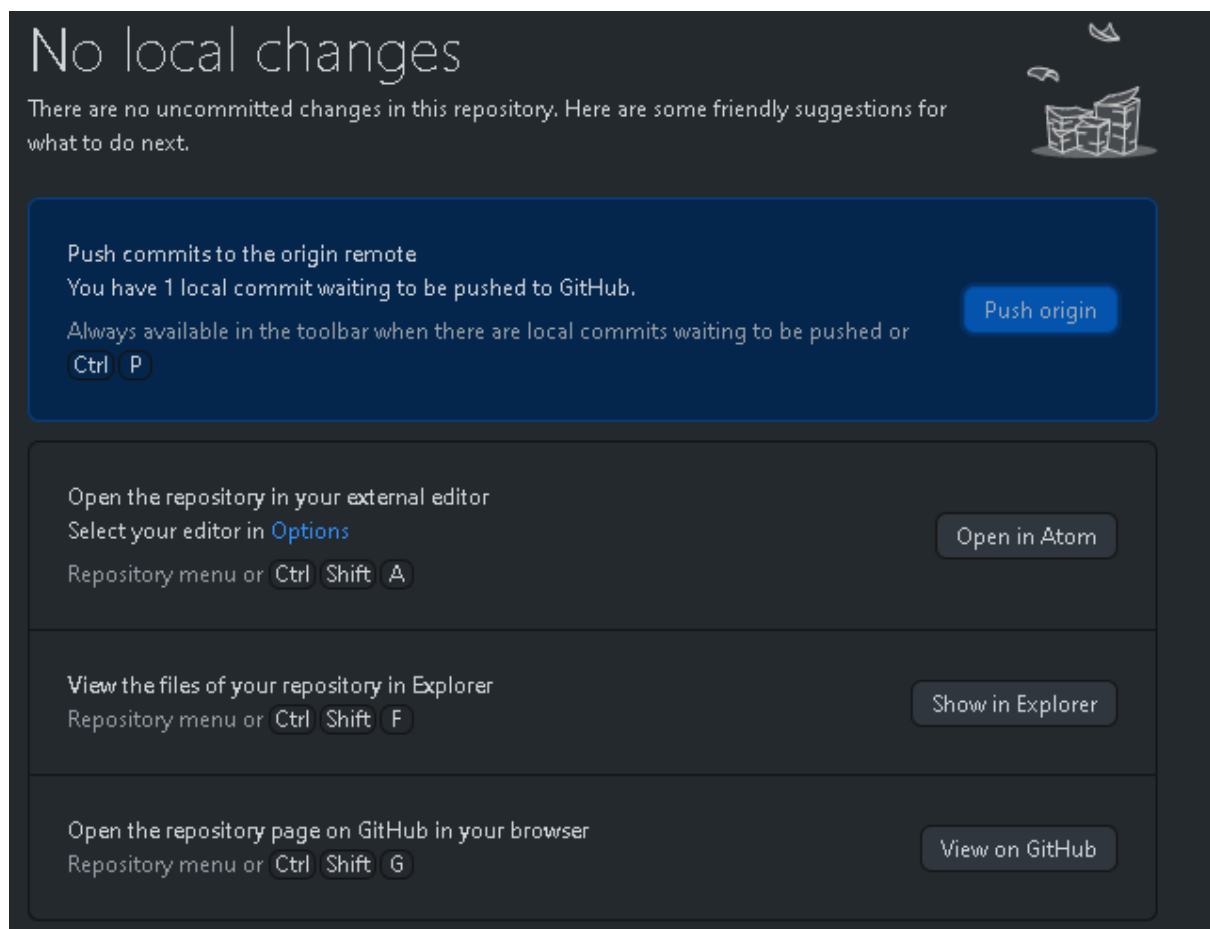 No local changes
There are no uncommitted changes in this repository. Here are some friendly suggestions for
what to do next.
Push commits to the origin remote
You have 1 local commit waiting to be pushed to GitHub.
Always available in the toolbar when there are local commits waiting to be pushed or
Ctrl P
Push origin
Open the repository in your external editor
Select your editor in Options
Repository menu or Ctrl Shift A
Open in Atom
View the files of your repository in Explorer
Repository menu or Ctrl Shift F
Show in Explorer
Open the repository page on GitHub in your browser
Repository menu or Ctrl Shift G
View on GitHub